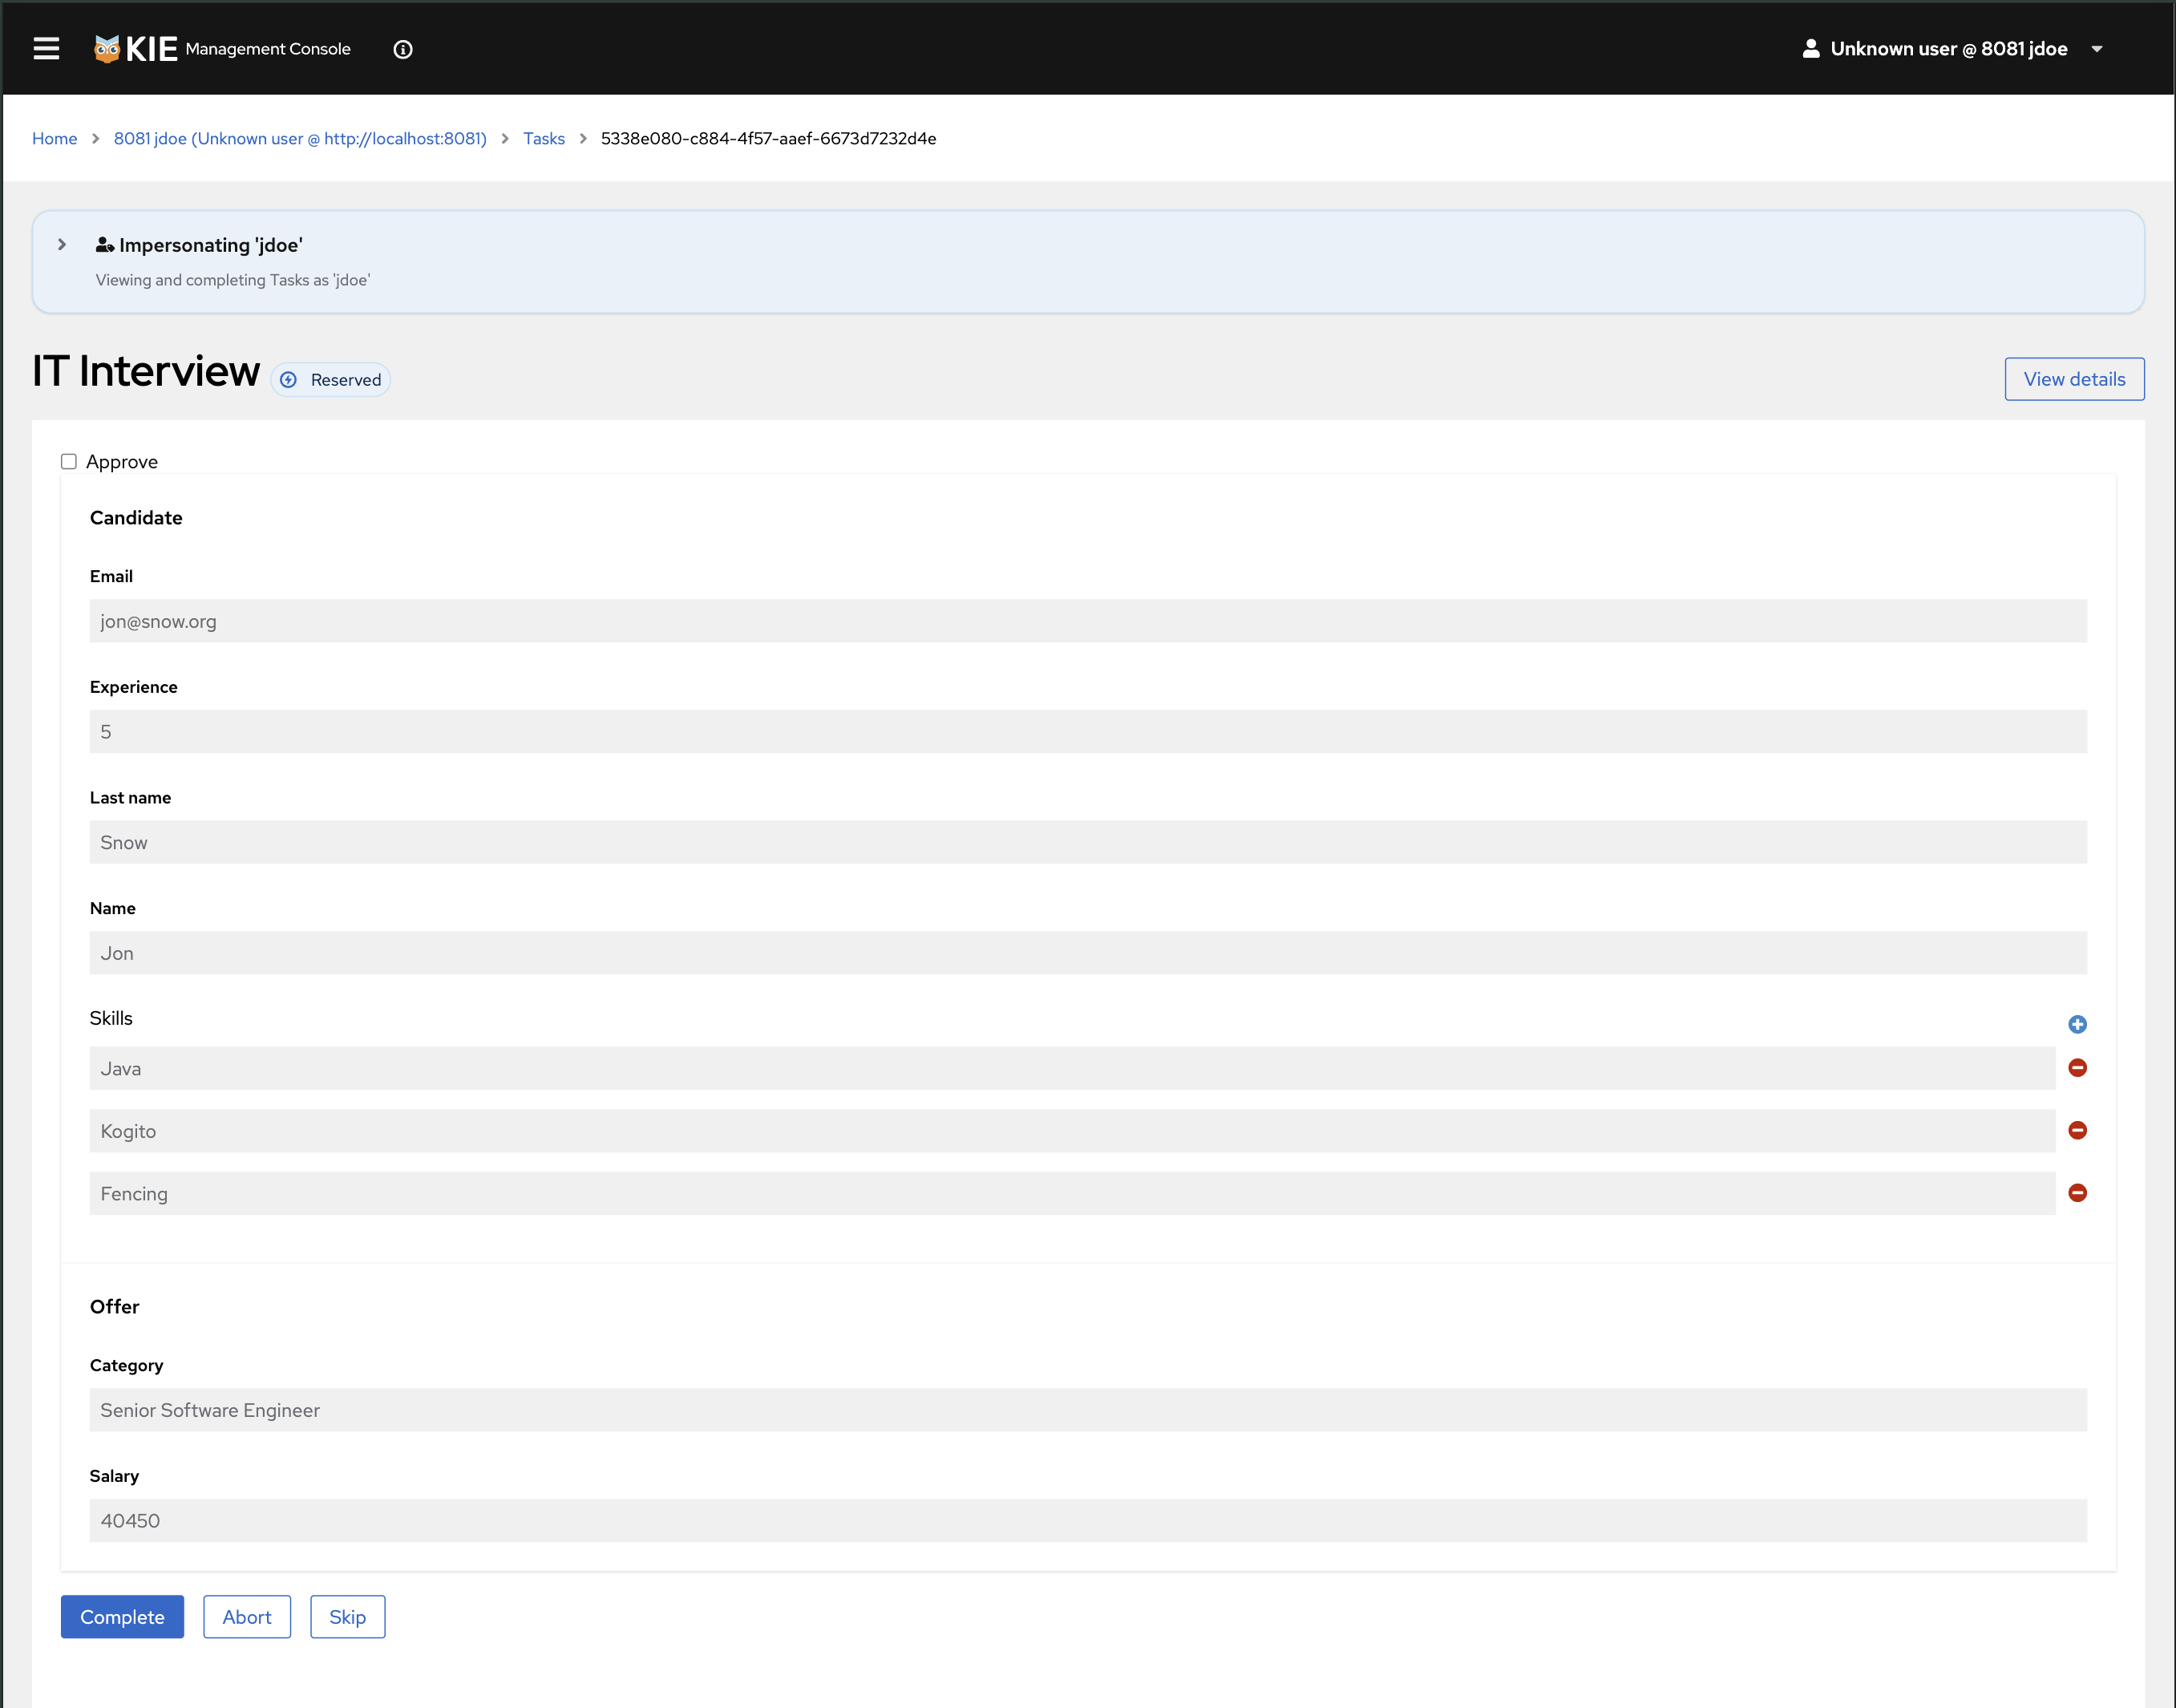 KIE Management Console
Unknown user @ 8081 jdoe
Home > 8081 jdoe (Unknown user @ http://localhost:8081) > Tasks > 5338e080-c884-4f57-aaef-6673d7232d4e
Impersonating 'jdoe'
Viewing and completing Tasks as 'jdoe'
IT Interview Reserved
View details
Approve
Candidate
Email
jon@snow.org
Experience
5
Last name
Snow
Name
Jon
Skills
Java
Kogito
Fencing
Offer
Category
Senior Software Engineer
Salary
40450
Complete Abort Skip